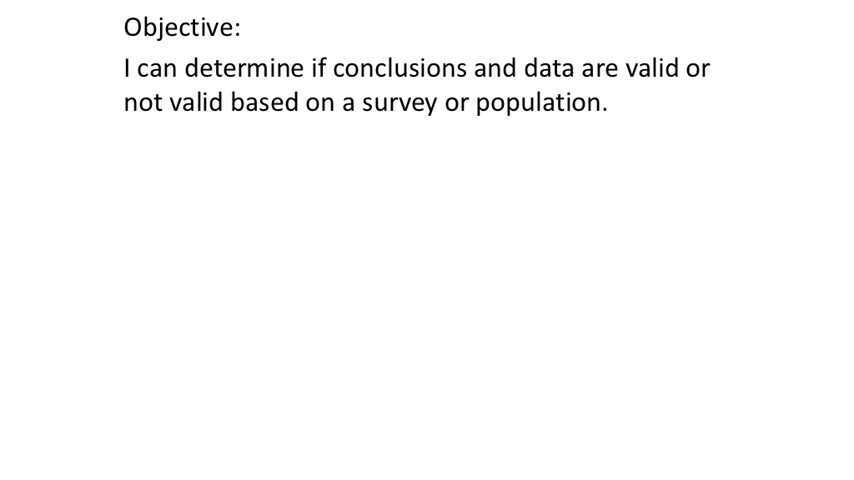 Objective:
I can determine if conclusions and data are valid or
not valid based on a survey or population.